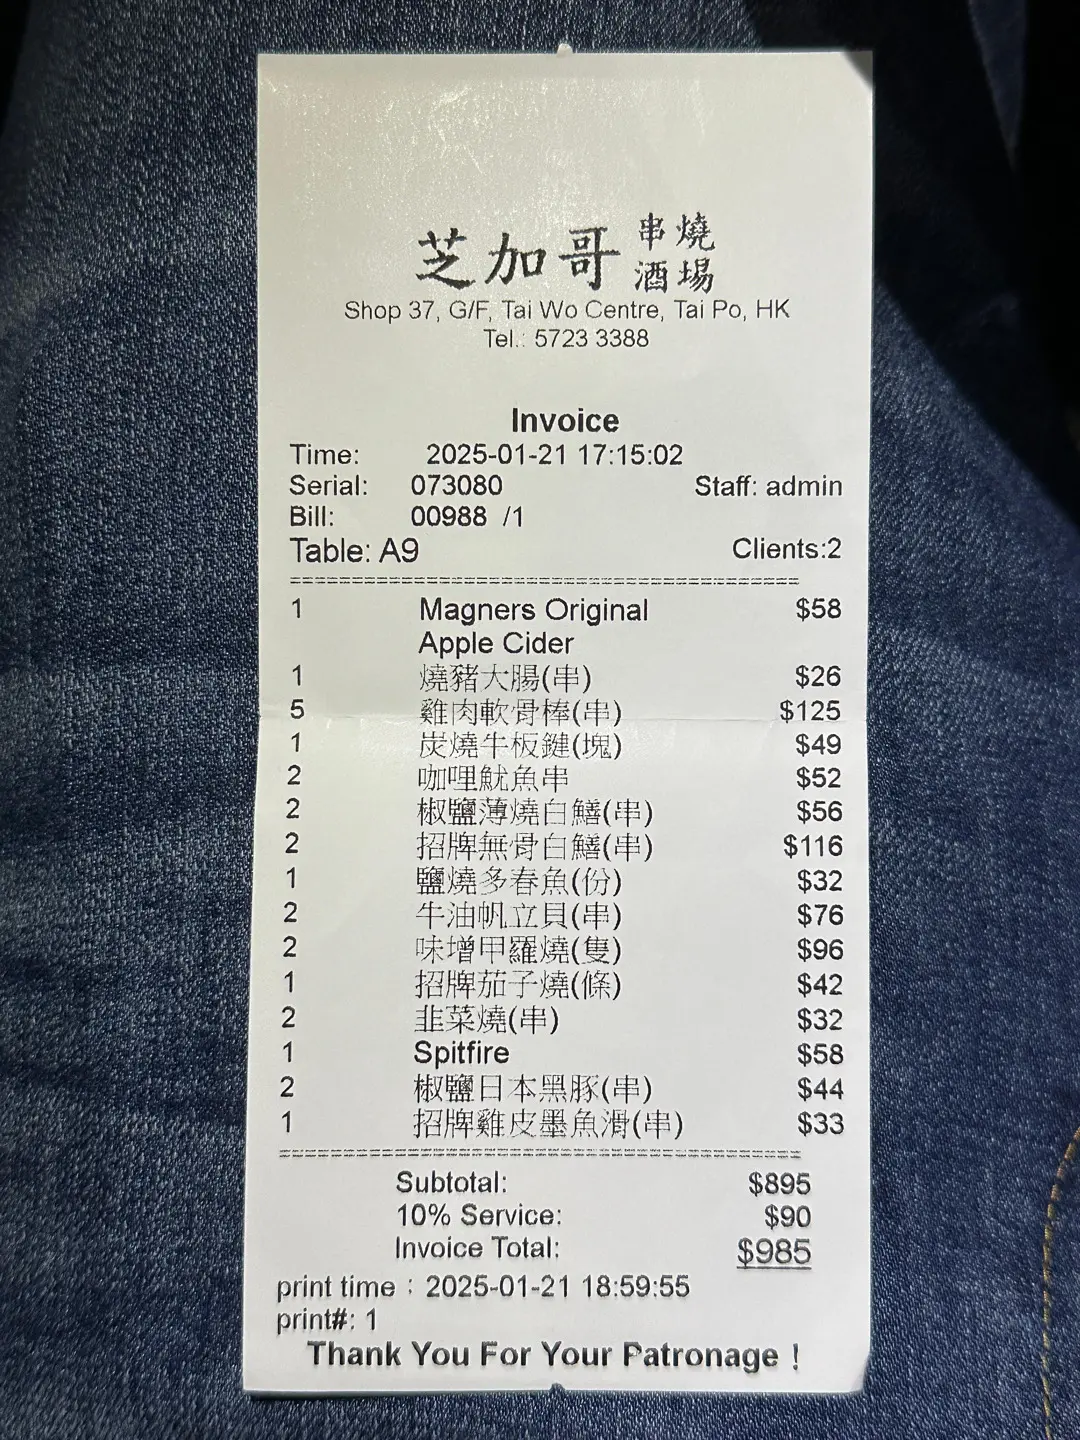 芝加哥 串燒
酒場
Shop 37, G/F, Tai Wo Centre, Tai Po, HK
Tel.: 5723 3388
Invoice
Time: 2025-01-21 17:15:02
Serial: 073080 Staff: admin
Bill: 00988 /1
Table: A9 Clients:2
1 Magners Original $58
Apple Cider
1 燒豬大腸(串) $26
5 雞肉軟骨棒(串) $125
1 炭燒牛板鍵(塊) $49
2 咖哩魷魚串 $52
2 椒鹽薄燒白鱔(串) $56
2 招牌無骨白鱔(串) $116
1 鹽燒多春魚(份) $32
2 牛油帆立貝(串) $76
2 味增甲羅燒(隻) $96
1 招牌茄子燒(條) $42
2 韭菜燒(串) $32
1 Spitfire $58
2 椒鹽日本黑豚(串) $44
1 招牌雞皮墨魚滑(串) $33
Subtotal: $895
10% Service: $90
Invoice Total: $985
print time : 2025-01-21 18:59:55
print#: 1
Thank You For Your Patronage !